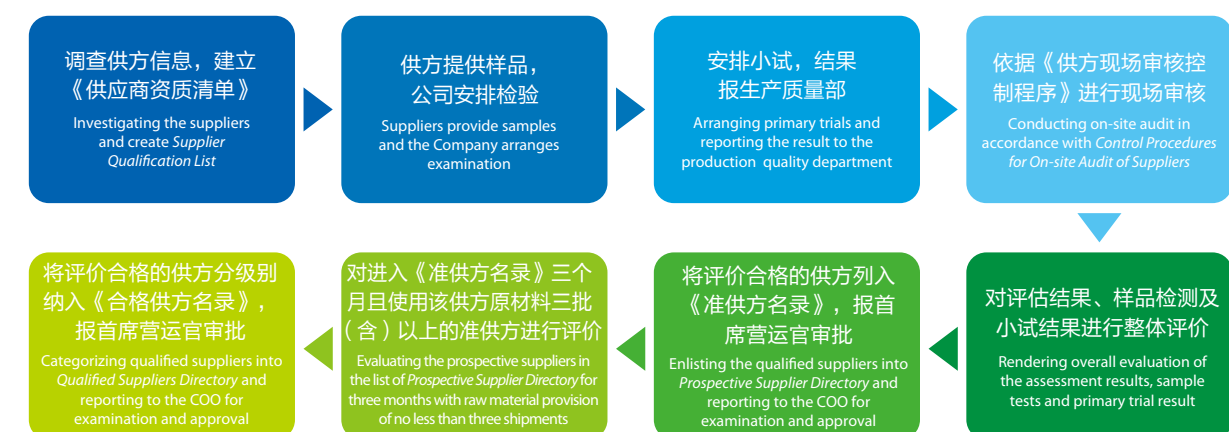 调查供方信息，建立
《供应商资质清单》
Investigating the suppliers
and create Supplier
Qualification List
供方提供样品，
公司安排检验
Suppliers provide samples
and the Company arranges
examination
安排小试，结果
报生产质量部
Arranging primary trials and
reporting the result to the
production quality department
依据《供方现场审核控
制程序》进行现场审核
Conducting on-site audit in
accordance with Control Procedures
for On-site Audit of Suppliers
对评估结果、样品检测及
小试结果进行整体评价
Rendering overall evaluation of
the assessment results, sample
tests and primary trial result
将评价合格的供方列入
《准供方名录》，报首
席营运官审批
Enlisting the qualified suppliers into
Prospective Supplier Directory and
reporting to the COO for
examination and approval
对进入《准供方名录》三个
月且使用该供方原材料三批
（含）以上的准供方进行评价
Evaluating the prospective suppliers in
the list of Prospective Supplier Directory for
three months with raw material provision
of no less than three shipments
将评价合格的供方分级别
纳入《合格供方名录》，
报首席营运官审批
Categorizing qualified suppliers into
Qualified Suppliers Directory and
reporting to the COO for
examination and approval